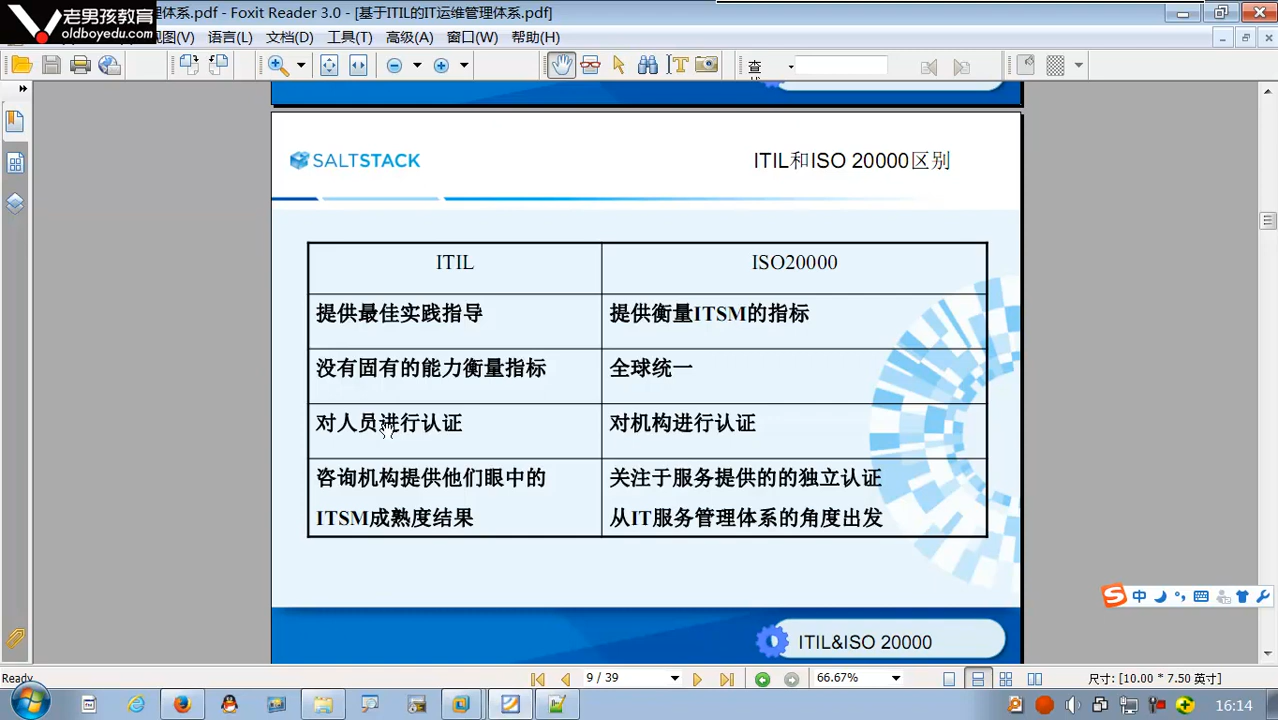 老男孩教育
oldboyedu.com
理体系.pdf - Foxit Reader 3.0 - [基于ITIL的IT运维管理体系.pdf]
视图(V) 语言(L) 文档(D) 工具(T) 高级(A) 窗口(W) 帮助(H)
SALTSTACK
ITIL和ISO 20000区别
ITIL ISO20000
提供最佳实践指导 提供衡量ITSM的指标
没有固有的能力衡量指标 全球统一
对人员进行认证 对机构进行认证
咨询机构提供他们眼中的 关注于服务提供的的独立认证
ITSM成熟度结果 从IT服务管理体系的角度出发
中
ITIL&ISO 20000
Ready 9 / 39 66.67% 尺寸: [10.00 * 7.50 英寸]
16:14